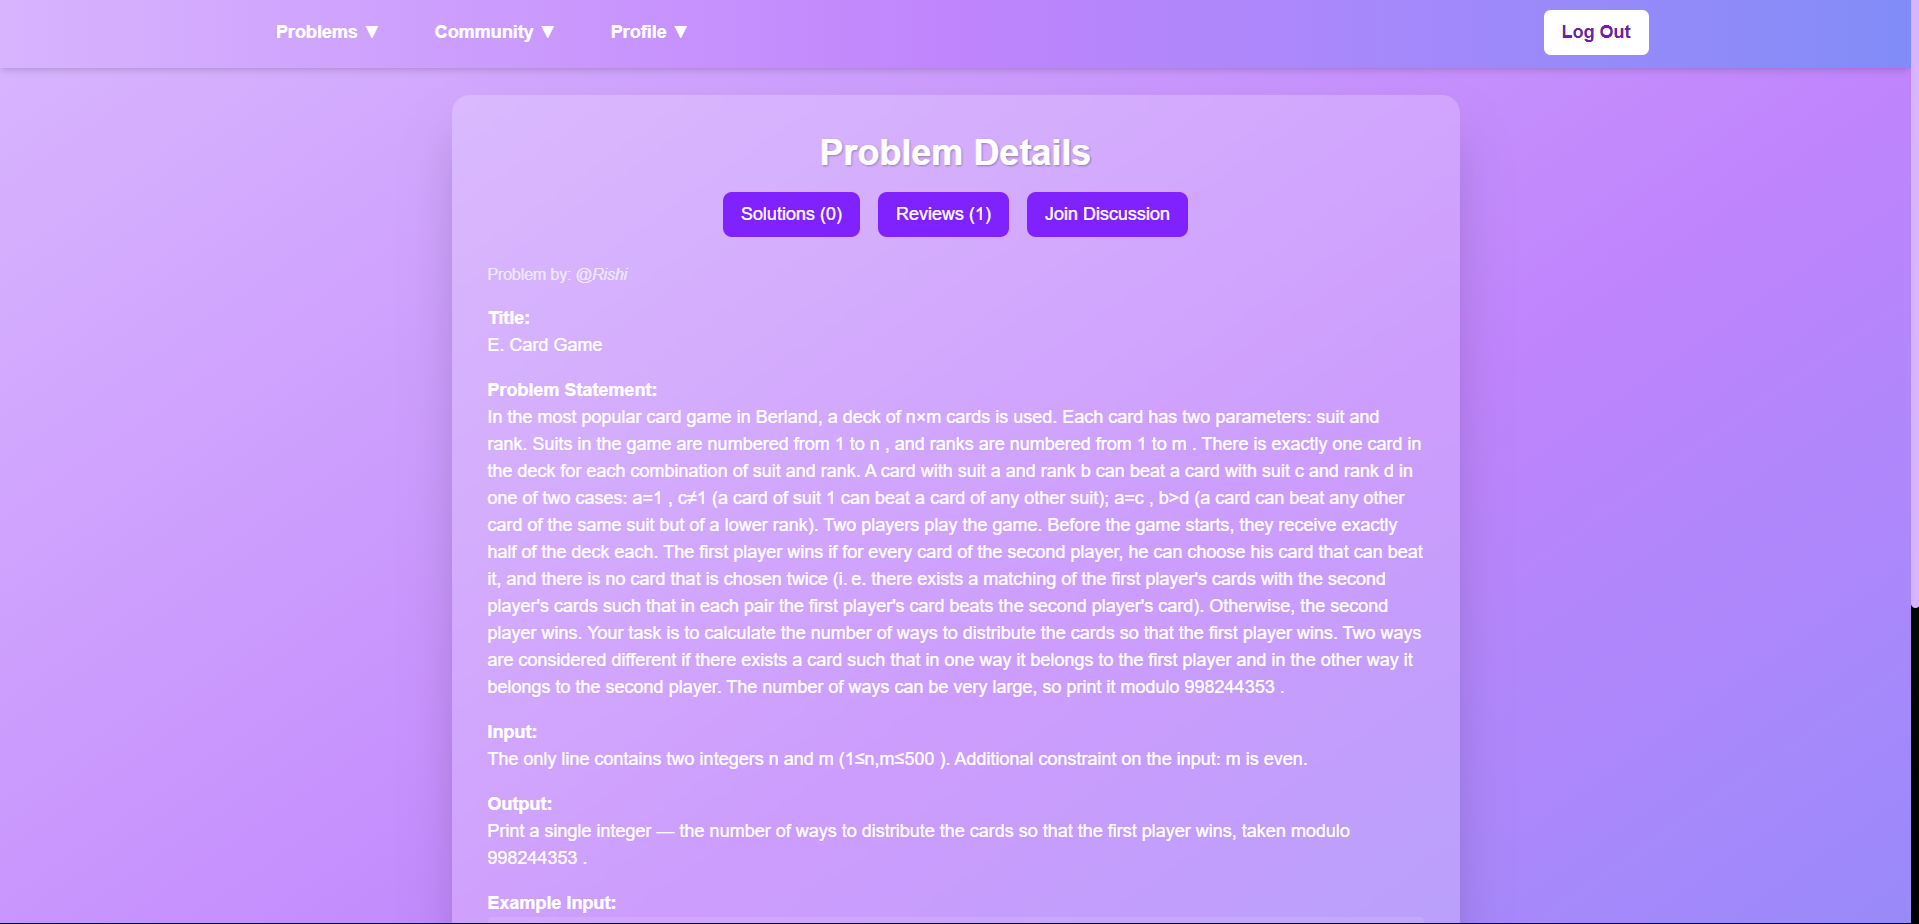 Problems ▼ Community ▼ Profile ▼ Log Out
Problem Details
Solutions (0) Reviews (1) Join Discussion
Problem by: @Rishi
Title:
E. Card Game
Problem Statement:
In the most popular card game in Berland, a deck of n×m cards is used. Each card has two parameters: suit and
rank. Suits in the game are numbered from 1 to n , and ranks are numbered from 1 to m . There is exactly one card in
the deck for each combination of suit and rank. A card with suit a and rank b can beat a card with suit c and rank d in
one of two cases: a=1 , c≠1 (a card of suit 1 can beat a card of any other suit); a=c , b>d (a card can beat any other
card of the same suit but of a lower rank). Two players play the game. Before the game starts, they receive exactly
half of the deck each. The first player wins if for every card of the second player, he can choose his card that can beat
it, and there is no card that is chosen twice (i. e. there exists a matching of the first player's cards with the second
player's cards such that in each pair the first player's card beats the second player's card). Otherwise, the second
player wins. Your task is to calculate the number of ways to distribute the cards so that the first player wins. Two ways
are considered different if there exists a card such that in one way it belongs to the first player and in the other way it
belongs to the second player. The number of ways can be very large, so print it modulo 998244353 .
Input:
The only line contains two integers n and m (1≤n,m≤500 ). Additional constraint on the input: m is even.
Output:
Print a single integer — the number of ways to distribute the cards so that the first player wins, taken modulo
998244353 .
Example Input: